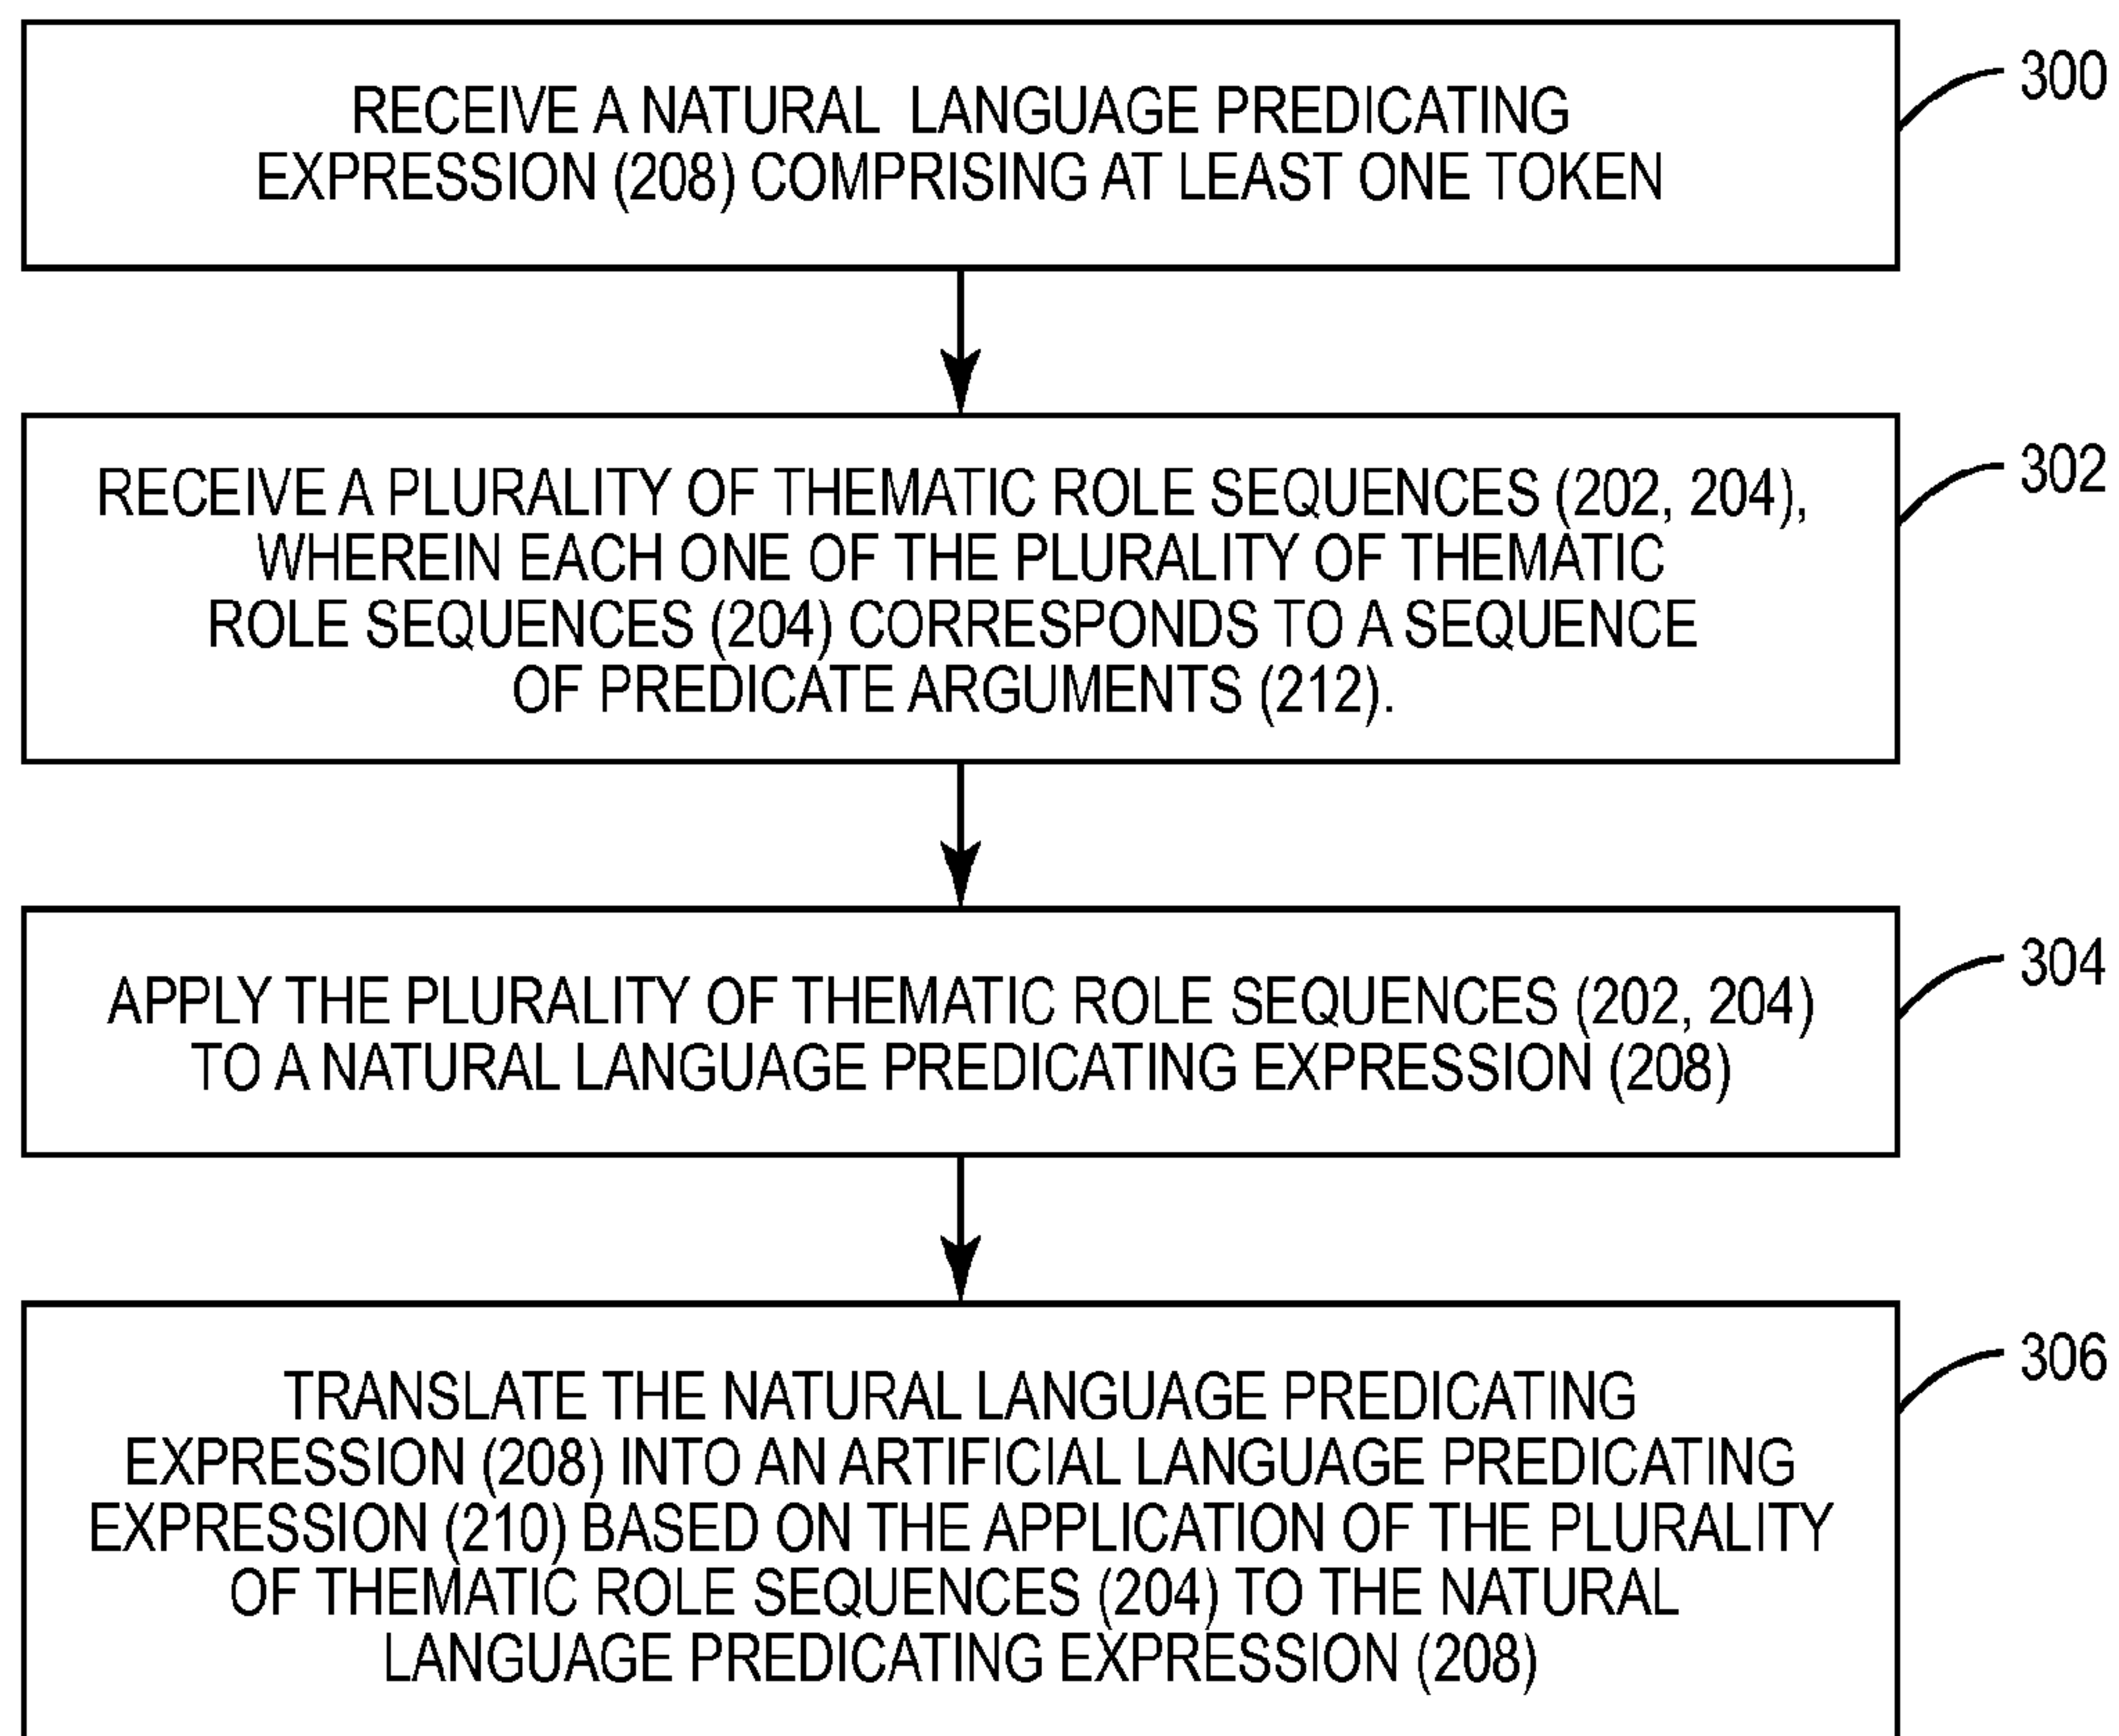 RECEIVE A NATURAL LANGUAGE PREDICATING
EXPRESSION (208) COMPRISING AT LEAST ONE TOKEN
300
RECEIVE A PLURALITY OF THEMATIC ROLE SEQUENCES (202, 204),
WHEREIN EACH ONE OF THE PLURALITY OF THEMATIC
ROLE SEQUENCES (204) CORRESPONDS TO A SEQUENCE
OF PREDICATE ARGUMENTS (212).
302
APPLY THE PLURALITY OF THEMATIC ROLE SEQUENCES (202, 204)
TO A NATURAL LANGUAGE PREDICATING EXPRESSION (208)
304
TRANSLATE THE NATURAL LANGUAGE PREDICATING
EXPRESSION (208) INTO AN ARTIFICIAL LANGUAGE PREDICATING
EXPRESSION (210) BASED ON THE APPLICATION OF THE PLURALITY
OF THEMATIC ROLE SEQUENCES (204) TO THE NATURAL
LANGUAGE PREDICATING EXPRESSION (208)
306